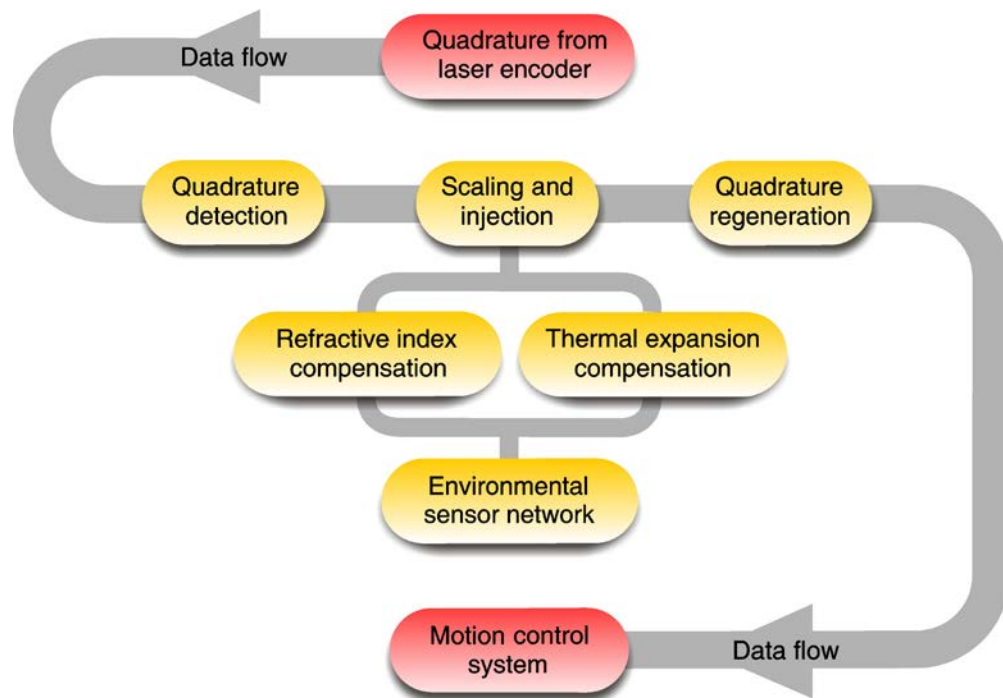 Data flow
Quadrature from
laser encoder
Quadrature
detection
Scaling and
injection
Quadrature
regeneration
Refractive index
compensation
Thermal expansion
compensation
Environmental
sensor network
Motion control
system
Data flow